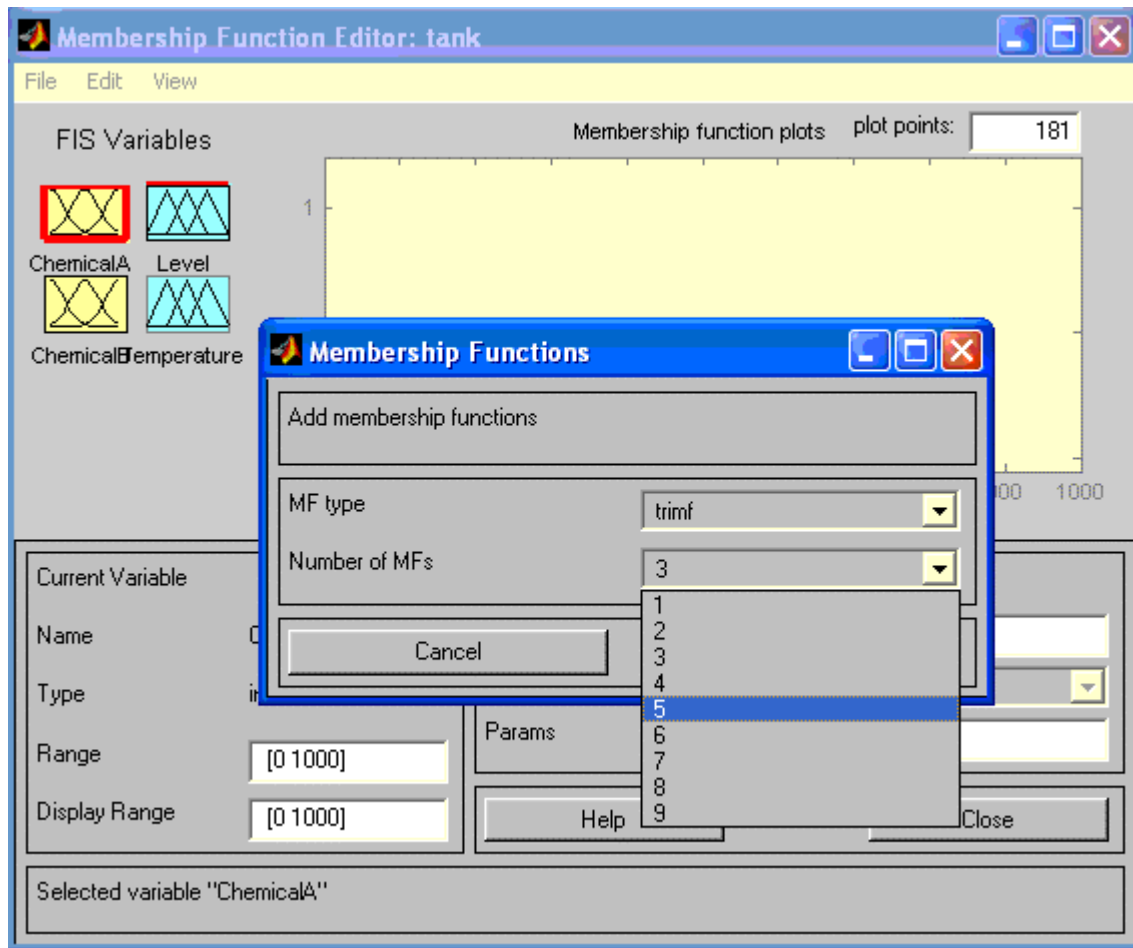 Membership Function Editor: tank
File Edit View
FIS Variables
Membership function plots plot points: 181
1
ChemicalA Level
ChemicalB Temperature
Membership Functions
Add membership functions
MF type trimf
Number of MFs 3
1
2
3
4
5
6
7
8
9
Cancel
00 1000
Current Variable
Name
Type
Range [0 1000]
Display Range [0 1000]
Params
Help Close
Selected variable "ChemicalA"